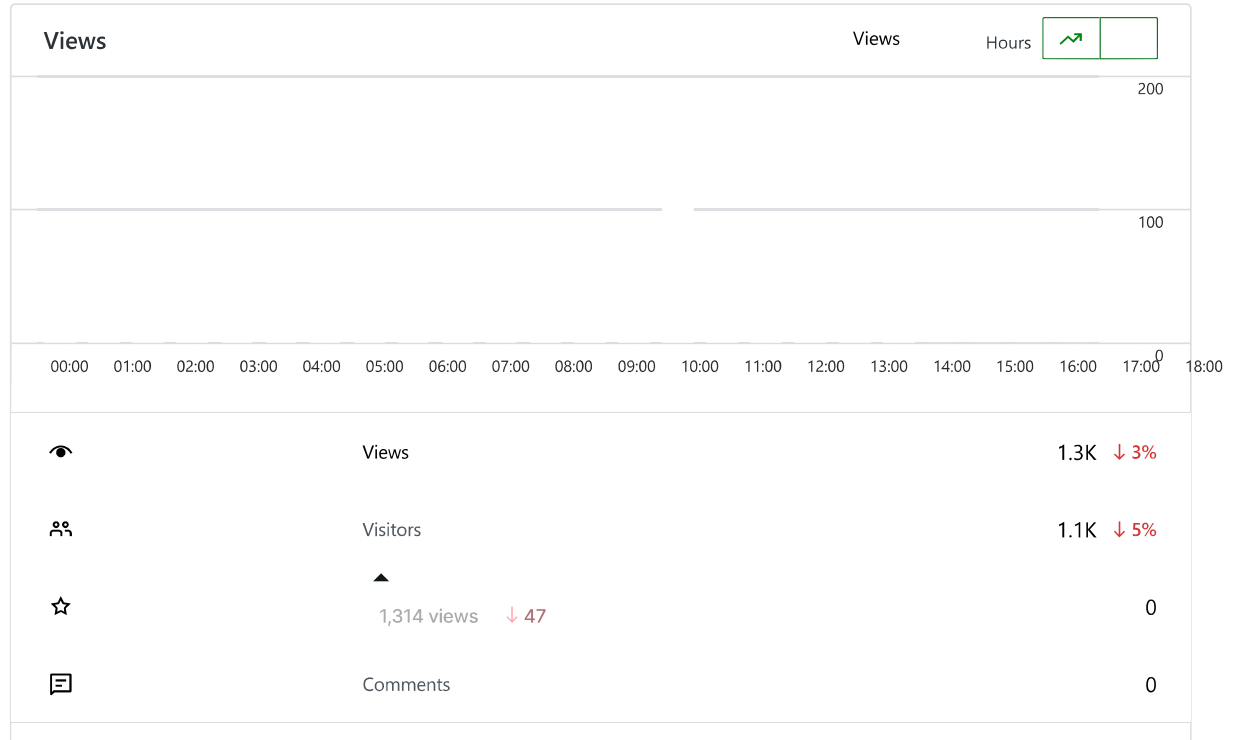 Views Views Hours
200
100
0
00:00 01:00 02:00 03:00 04:00 05:00 06:00 07:00 08:00 09:00 10:00 11:00 12:00 13:00 14:00 15:00 16:00 17:00 18:00
Views 1.3K ↓ 3%
Visitors 1.1K ↓ 5%
0
1,314 views ↓ 47
Comments 0